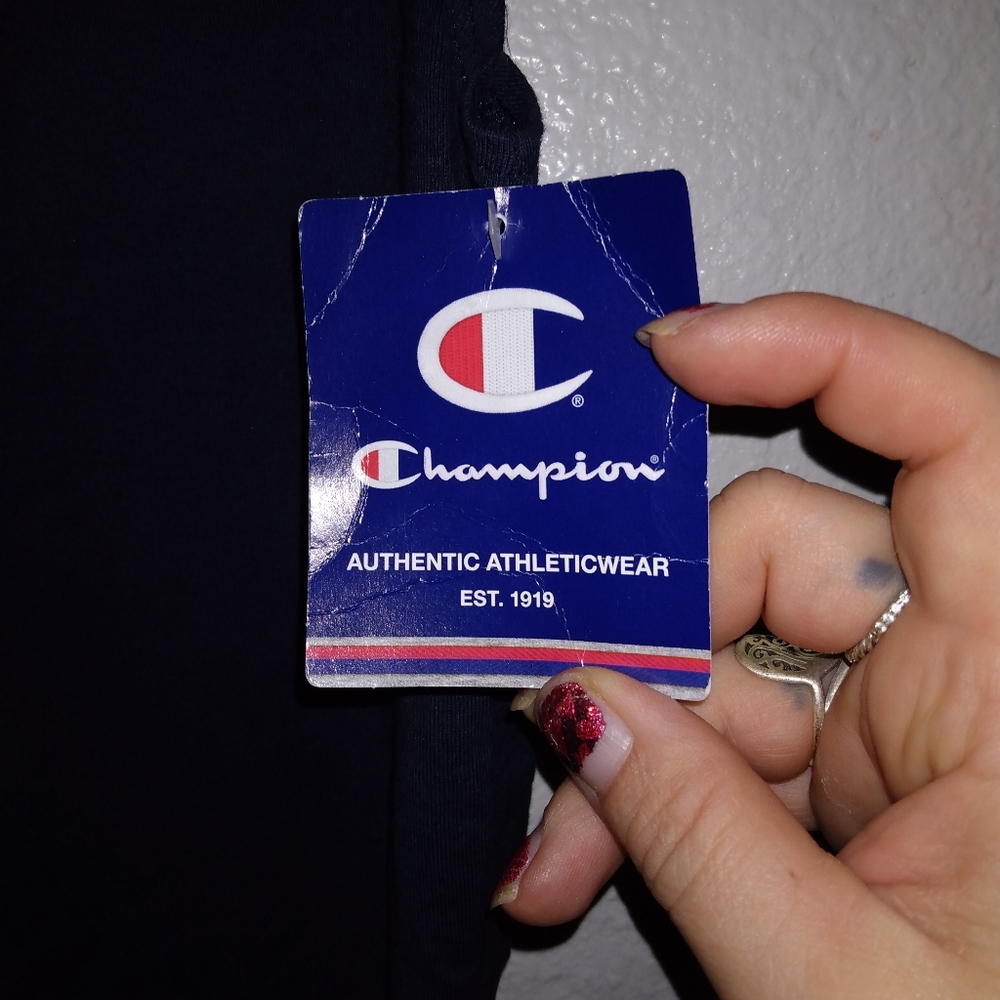 Champion®
AUTHENTIC ATHLETICWEAR
EST. 1919